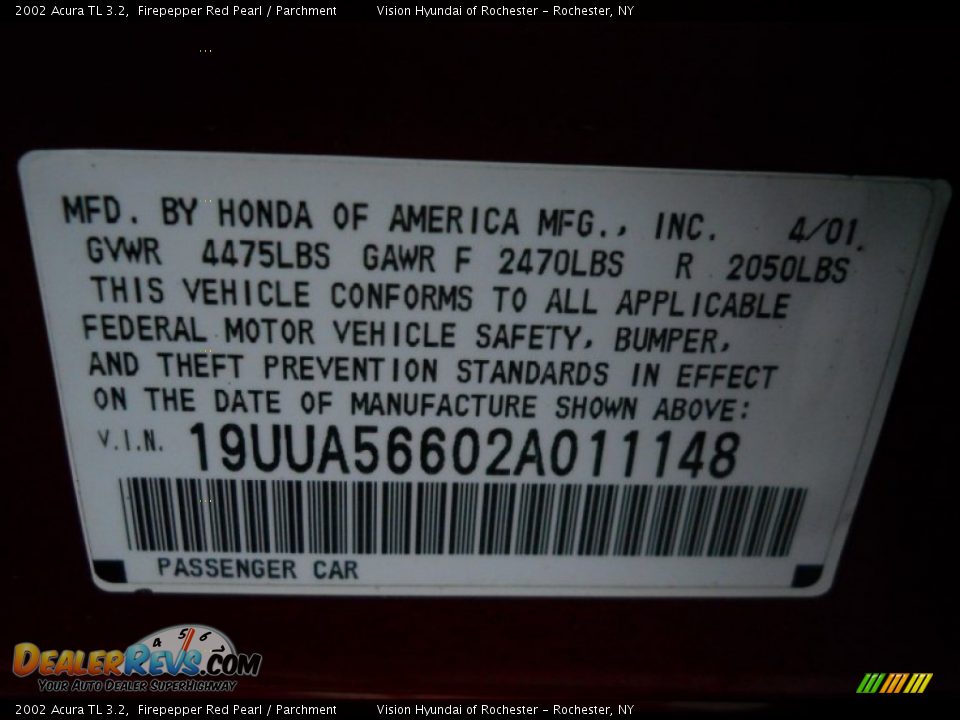 2002 Acura TL 3.2, Firepepper Red Pearl / Parchment Vision Hyundai of Rochester - Rochester, NY
MFD. BY HONDA OF AMERICA MFG., INC. 4/01
GVWR 4475LBS GAWR F 2470LBS R 2050LBS
THIS VEHICLE CONFORMS TO ALL APPLICABLE
FEDERAL MOTOR VEHICLE SAFETY, BUMPER,
AND THEFT PREVENTION STANDARDS IN EFFECT
ON THE DATE OF MANUFACTURE SHOWN ABOVE:
V.I.N. 19UUA56602A011148
PASSENGER CAR
4 5 6
DEALERREVS.COM
YOUR AUTO DEALER SUPERHIGHWAY
2002 Acura TL 3.2, Firepepper Red Pearl / Parchment Vision Hyundai of Rochester - Rochester, NY